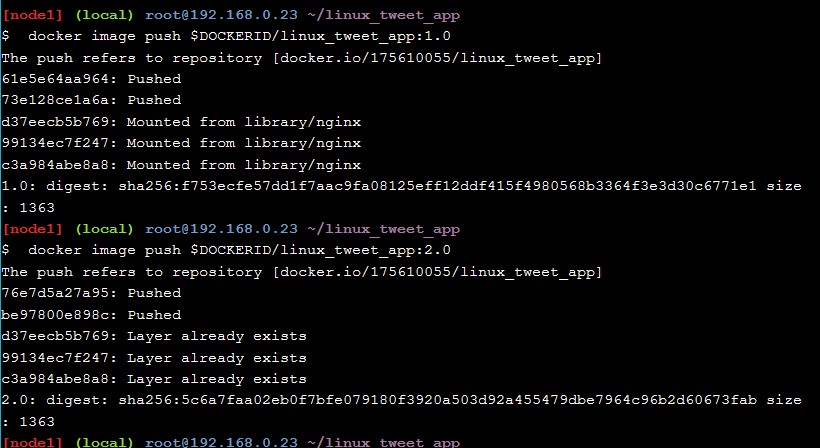 [node1] (local) root@192.168.0.23 ~/linux_tweet_app
$  docker image push $DOCKERID/linux_tweet_app:1.0
The push refers to repository [docker.io/175610055/linux_tweet_app]
61e5e64aa964: Pushed
73e128ce1a6a: Pushed
d37eecb5b769: Mounted from library/nginx
99134ec7f247: Mounted from library/nginx
c3a984abe8a8: Mounted from library/nginx
1.0: digest: sha256:f753ecfe57dd1f7aac9fa08125eff12ddf415f4980568b3364f3e3d30c6771e1 size
: 1363
[node1] (local) root@192.168.0.23 ~/linux_tweet_app
$  docker image push $DOCKERID/linux_tweet_app:2.0
The push refers to repository [docker.io/175610055/linux_tweet_app]
76e7d5a27a95: Pushed
be97800e898c: Pushed
d37eecb5b769: Layer already exists
99134ec7f247: Layer already exists
c3a984abe8a8: Layer already exists
2.0: digest: sha256:5c6a7faa02eb0f7bfe079180f3920a503d92a455479dbe7964c96b2d60673fab size
: 1363
[node1] (local) root@192.168.0.23 ~/linux_tweet_app